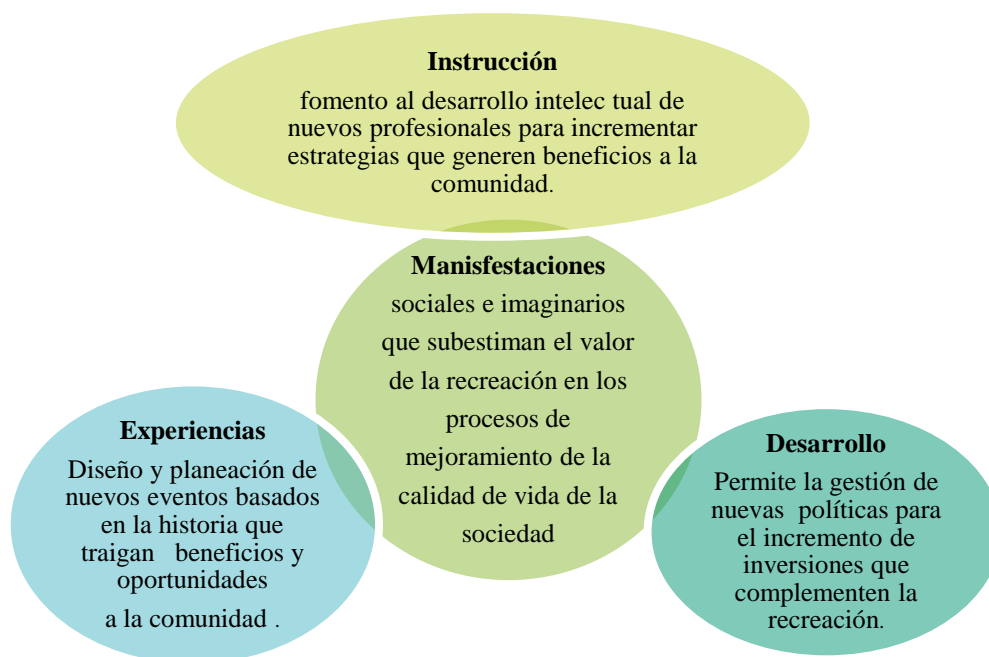 Instrucción
fomento al desarrollo intelec tual de
nuevos profesionales para incrementar
estrategias que generen beneficios a la
comunidad.
Manisfestaciones
sociales e imaginarios
que subestiman el valor
de la recreación en los
procesos de
mejoramiento de la
calidad de vida de la
sociedad
Experiencias
Diseño y planeación de
nuevos eventos basados
en la historia que
traigan beneficios y
oportunidades
a la comunidad .
Desarrollo
Permite la gestión de
nuevas políticas para
el incremento de
inversiones que
complementen la
recreación.